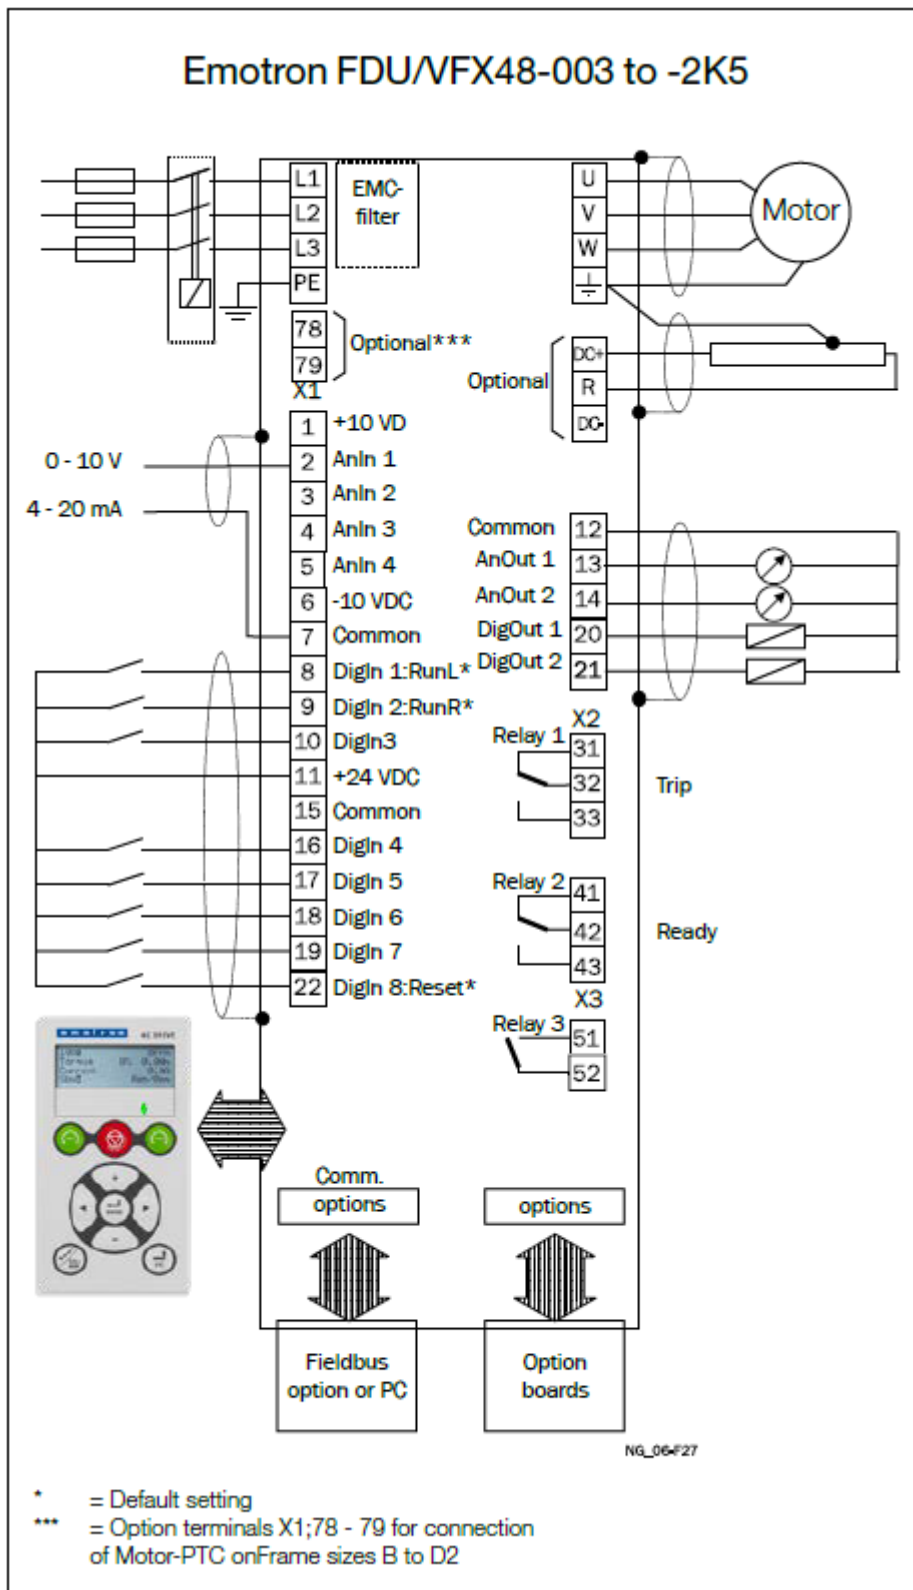 Emotron FDU/VFX48-003 to -2K5
L1
L2
L3
PE
EMC-
filter
U
V
W
Motor
78
79
Optional***
X1
Optional
DC+
R
DC-
0 - 10 V
4 - 20 mA
1 +10 VD
2 AnIn 1
3 AnIn 2
4 AnIn 3
5 AnIn 4
6 -10 VDC
7 Common
8 DigIn 1:RunL*
9 DigIn 2:RunR*
10 DigIn3
11 +24 VDC
15 Common
16 DigIn 4
17 DigIn 5
18 DigIn 6
19 DigIn 7
22 DigIn 8:Reset*
Common 12
AnOut 1 13
AnOut 2 14
DigOut 1 20
DigOut 2 21
X2
Relay 1 31
32
33
Trip
Relay 2 41
42
43
Ready
X3
Relay 3 51
52
emotron AC DRIVE
Comm.
options
options
Fieldbus
option or PC
Option
boards
NG_06-F27
* = Default setting
*** = Option terminals X1;78 - 79 for connection
of Motor-PTC onFrame sizes B to D2